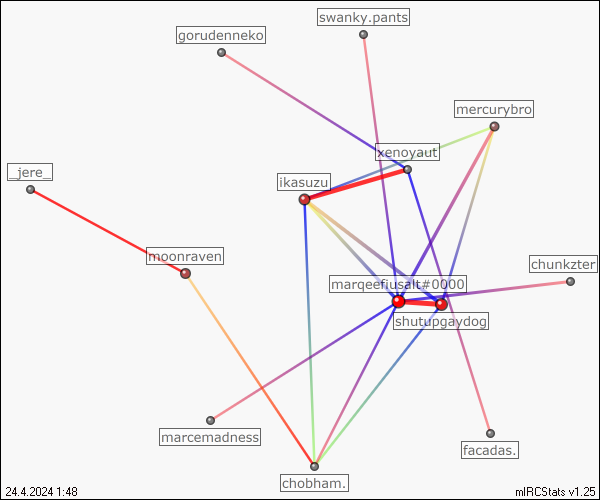 swanky.pants
gorudenneko
mercurybro
xenoyaut
_jere_
ikasuzu
moonraven
chunkzter
marqeefiusalt#0000
shutupgaydog
marcemadness
facadas.
chobham.
24.4.2024 1:48
mIRCStats v1.25